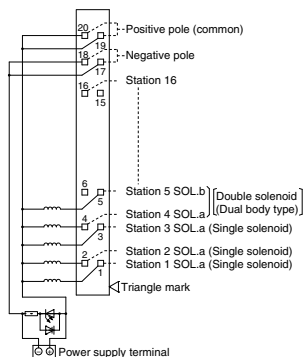 20
Positive pole (common)
19
18
Negative pole
17
16
Station 16
15
6
Station 5 SOL.b
5
Double solenoid
(Dual body type)
Station 4 SOL.a
4
Station 3 SOL.a (Single solenoid)
3
Station 2 SOL.a (Single solenoid)
2
Station 1 SOL.a (Single solenoid)
1
Triangle mark
Power supply terminal